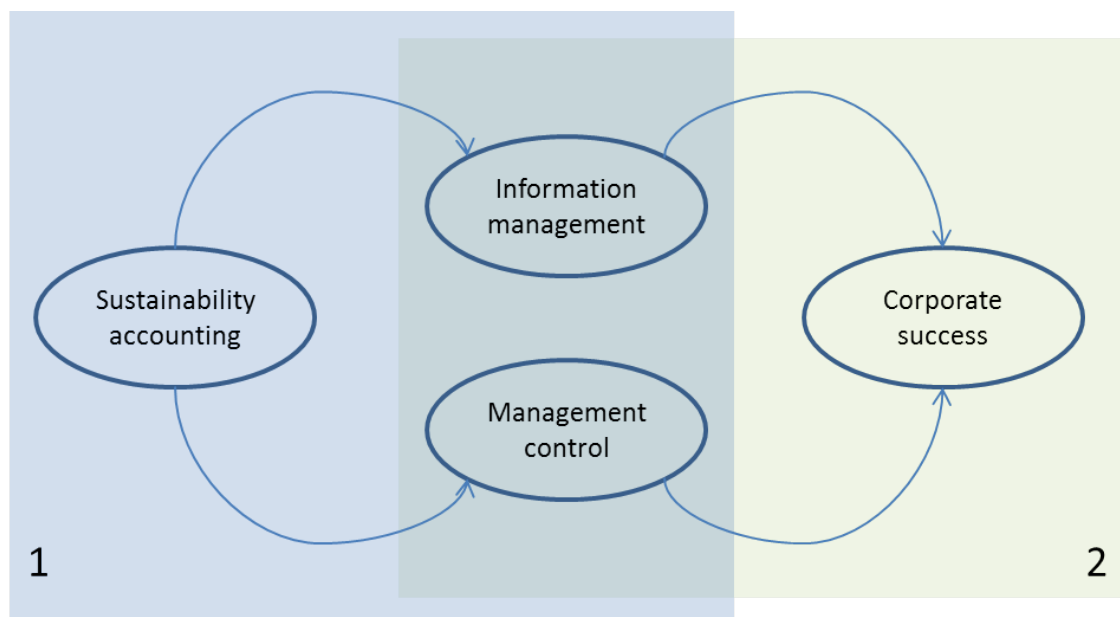 Information
management
Sustainability
accounting
Corporate
success
Management
control
1
2